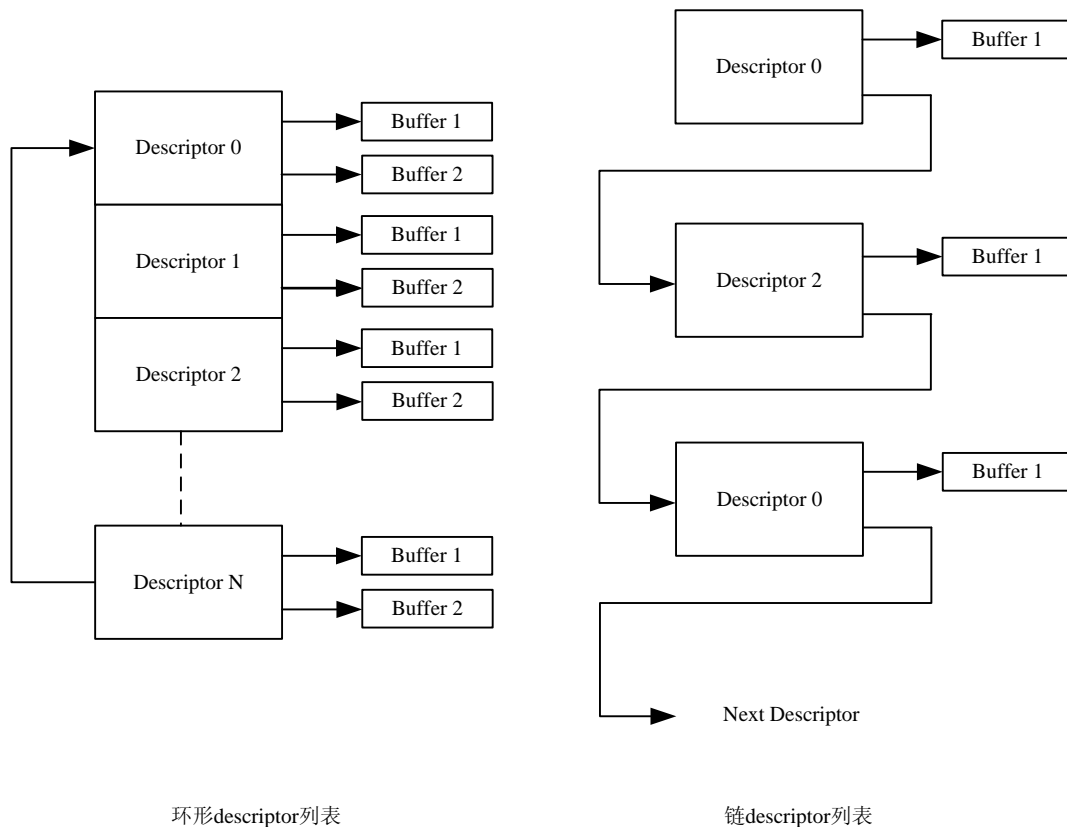 Descriptor 0
Buffer 1
Buffer 2
Descriptor 1
Buffer 1
Buffer 2
Descriptor 2
Buffer 1
Buffer 2
Descriptor N
Buffer 1
Buffer 2
环形descriptor列表
Descriptor 0
Buffer 1
Descriptor 2
Buffer 1
Descriptor 0
Buffer 1
Next Descriptor
链descriptor列表